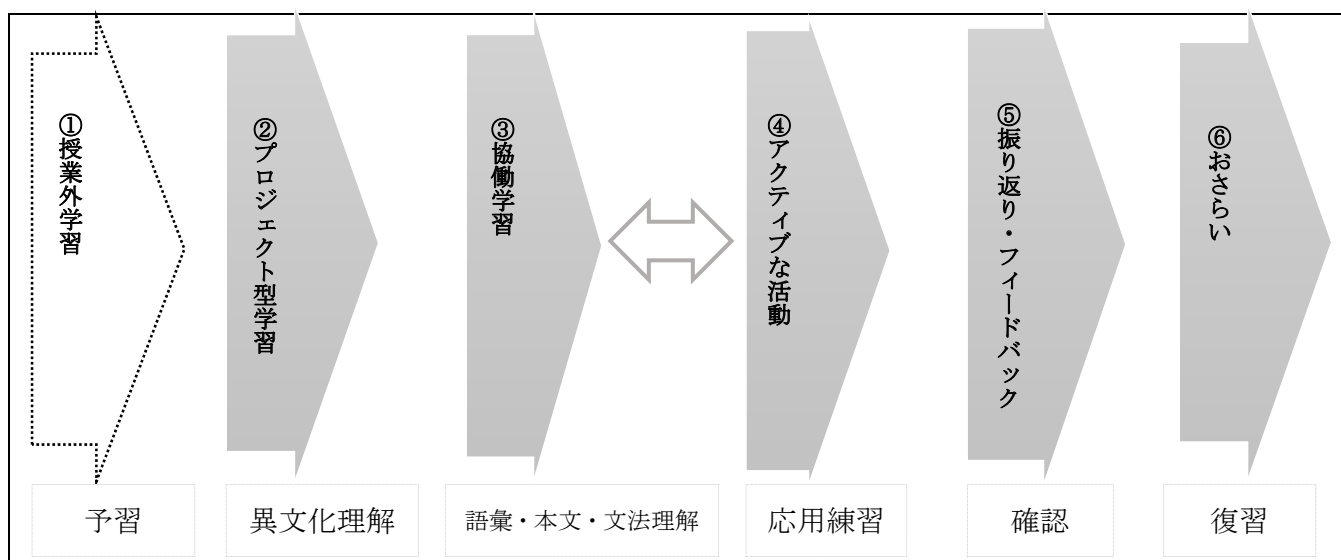 ①授業外学習
②プロジェクト型学習
③協働学習
④アクティブな活動
⑤振り返り・フィードバック
⑥おさらい
予習
異文化理解
語彙・本文・文法理解
応用練習
確認
復習